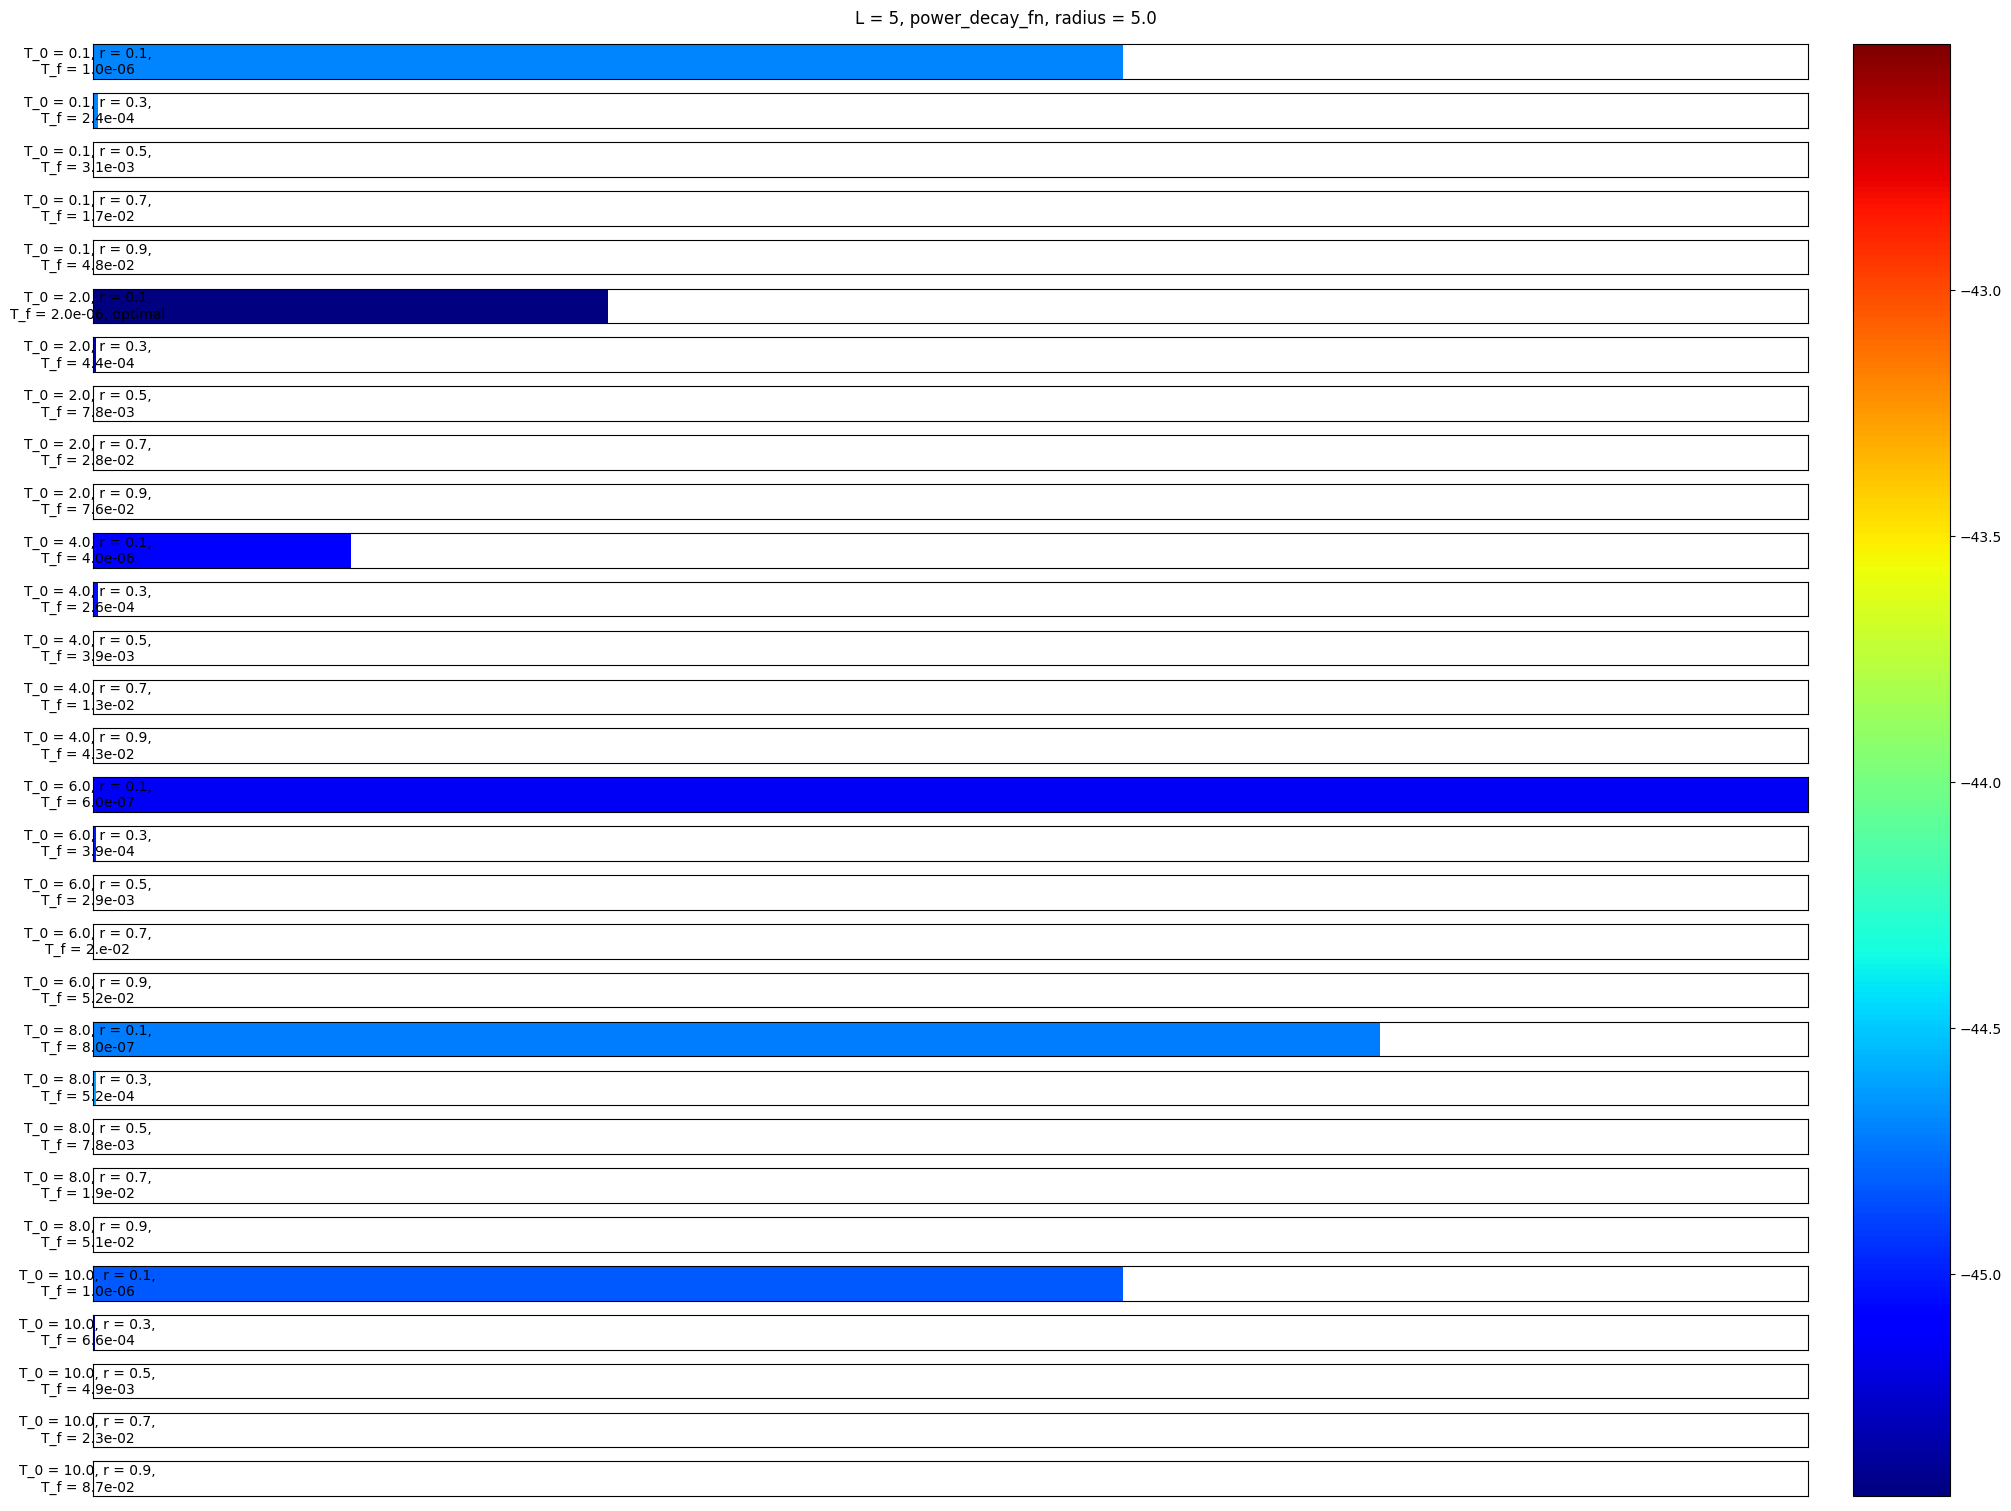 L = 5, power_decay_fn, radius = 5.0
T_0 = 0.1, r = 0.1,
T_f = 1.0e-06
T_0 = 0.1, r = 0.3,
T_f = 2.4e-04
T_0 = 0.1, r = 0.5,
T_f = 3.1e-03
T_0 = 0.1, r = 0.7,
T_f = 1.7e-02
T_0 = 0.1, r = 0.9,
T_f = 4.8e-02
T_0 = 2.0, r = 0.1,
T_f = 2.0e-06, optimal
T_0 = 2.0, r = 0.3,
T_f = 4.4e-04
T_0 = 2.0, r = 0.5,
T_f = 7.8e-03
T_0 = 2.0, r = 0.7,
T_f = 2.8e-02
T_0 = 2.0, r = 0.9,
T_f = 7.6e-02
T_0 = 4.0, r = 0.1,
T_f = 4.0e-06
T_0 = 4.0, r = 0.3,
T_f = 2.6e-04
T_0 = 4.0, r = 0.5,
T_f = 3.9e-03
T_0 = 4.0, r = 0.7,
T_f = 1.3e-02
T_0 = 4.0, r = 0.9,
T_f = 4.3e-02
T_0 = 6.0, r = 0.1,
T_f = 6.0e-07
T_0 = 6.0, r = 0.3,
T_f = 3.9e-04
T_0 = 6.0, r = 0.5,
T_f = 2.9e-03
T_0 = 6.0, r = 0.7,
T_f = 2.e-02
T_0 = 6.0, r = 0.9,
T_f = 5.2e-02
T_0 = 8.0, r = 0.1,
T_f = 8.0e-07
T_0 = 8.0, r = 0.3,
T_f = 5.2e-04
T_0 = 8.0, r = 0.5,
T_f = 7.8e-03
T_0 = 8.0, r = 0.7,
T_f = 1.9e-02
T_0 = 8.0, r = 0.9,
T_f = 5.1e-02
T_0 = 10.0, r = 0.1,
T_f = 1.0e-06
T_0 = 10.0, r = 0.3,
T_f = 6.6e-04
T_0 = 10.0, r = 0.5,
T_f = 4.9e-03
T_0 = 10.0, r = 0.7,
T_f = 2.3e-02
T_0 = 10.0, r = 0.9,
T_f = 8.7e-02
−43.0
−43.5
−44.0
−44.5
−45.0